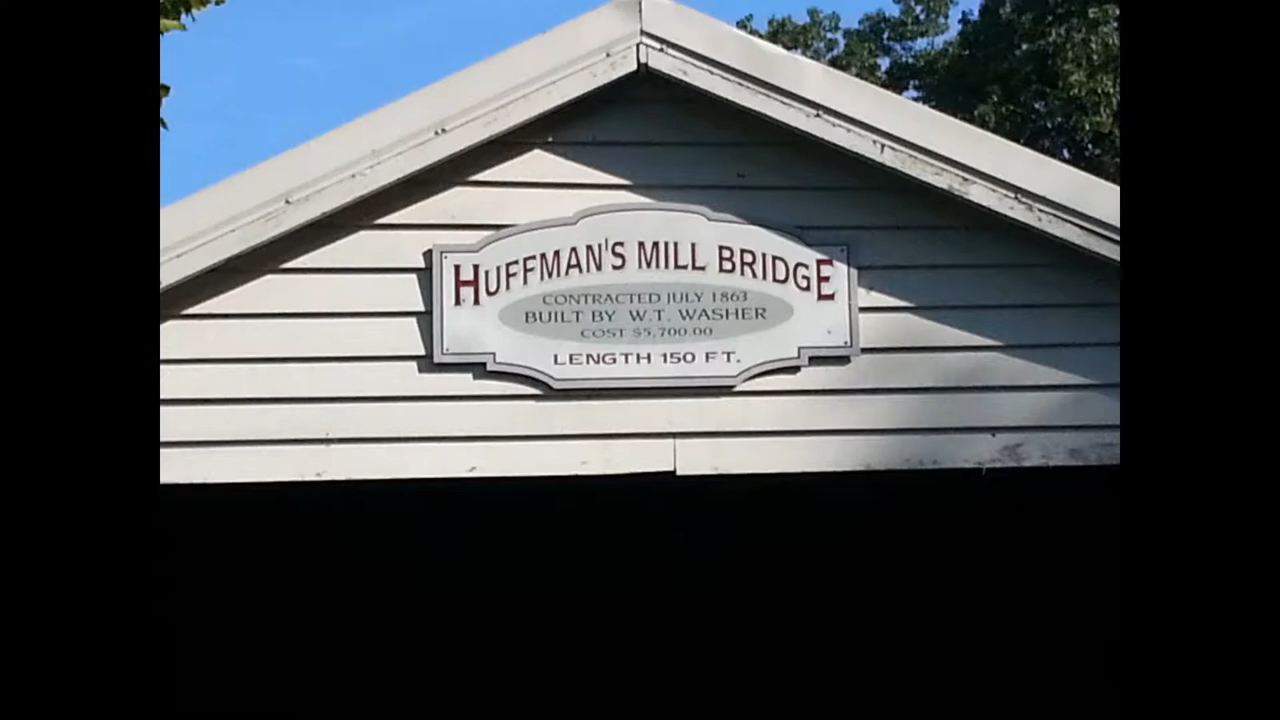 HUFFMAN'S MILL BRIDGE
CONTRACTED JULY 1863
BUILT BY W.T. WASHER
COST $5,700.00
LENGTH 150 FT.